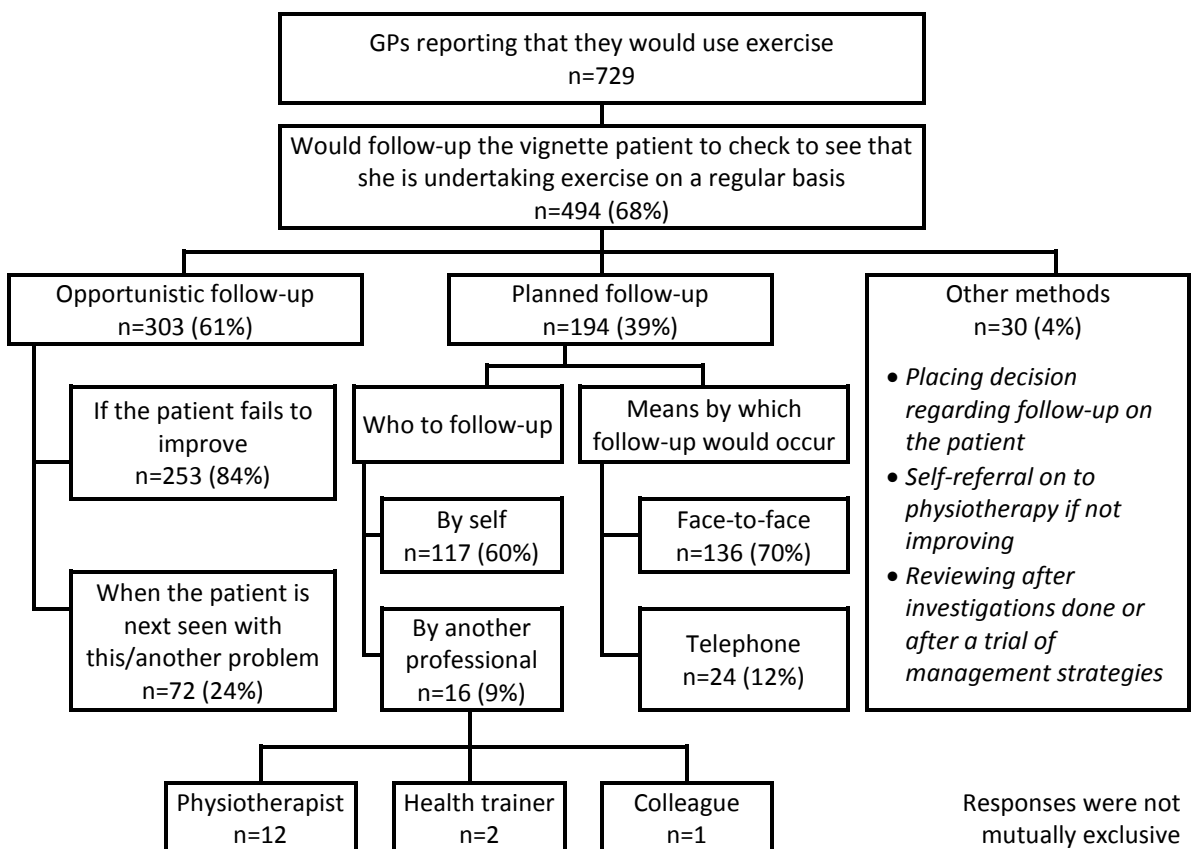 GPs reporting that they would use exercise
n=729
Would follow-up the vignette patient to check to see that
she is undertaking exercise on a regular basis
n=494 (68%)
Opportunistic follow-up
n=303 (61%)
If the patient fails to
improve
n=253 (84%)
When the patient is
next seen with
this/another problem
n=72 (24%)
Planned follow-up
n=194 (39%)
Who to follow-up
By self
n=117 (60%)
By another
professional
n=16 (9%)
Physiotherapist
n=12
Health trainer
n=2
Colleague
n=1
Means by which
follow-up would occur
Face-to-face
n=136 (70%)
Telephone
n=24 (12%)
Other methods
n=30 (4%)
• Placing decision
regarding follow-up on
the patient
• Self-referral on to
physiotherapy if not
improving
• Reviewing after
investigations done or
after a trial of
management strategies
Responses were not
mutually exclusive